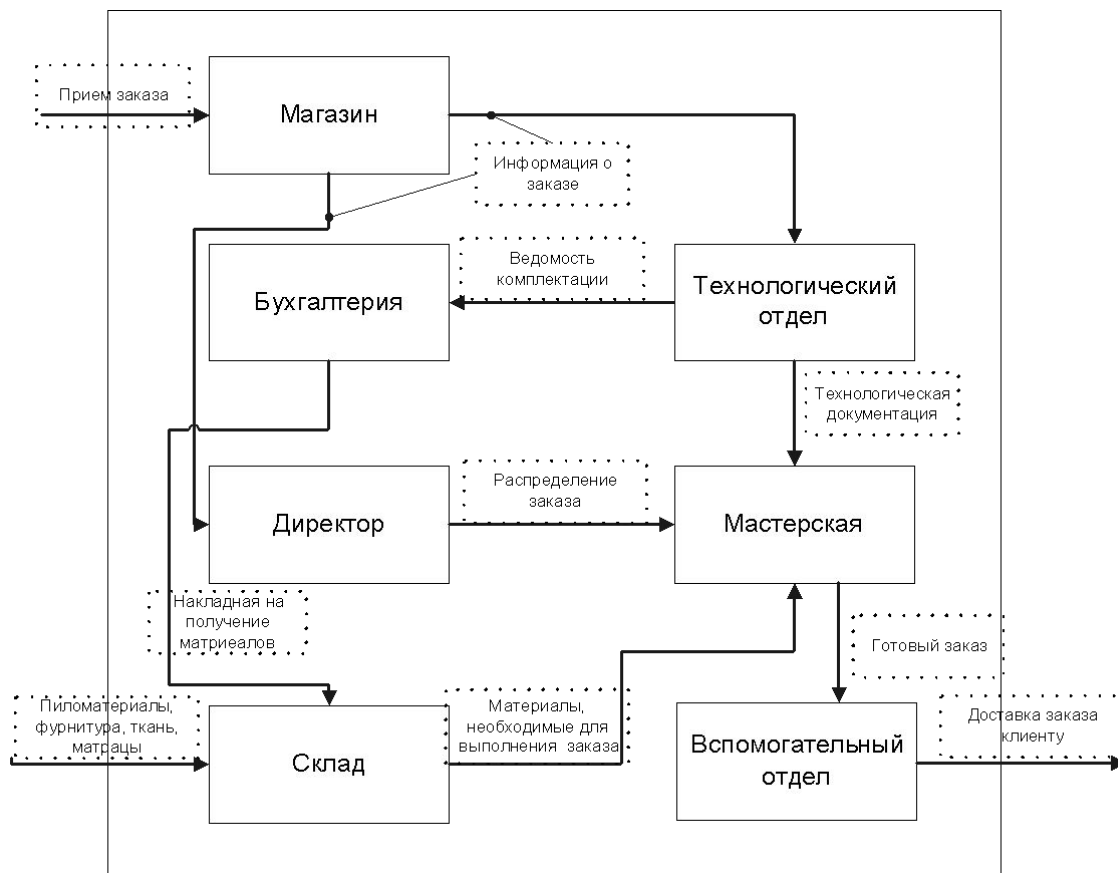 Прием заказа
Магазин
Информация о
заказе
Ведомость
комплектации
Бухгалтерия
Технологический
отдел
Технологическая
документация
Распределение
заказа
Директор
Мастерская
Накладная на
получение
матриеалов
Готовый заказ
Пиломатериалы,
фурнитура, ткань,
матрацы
Склад
Материалы,
необходимые для
выполнения заказа
Вспомогательный
отдел
Доставка заказа
клиенту